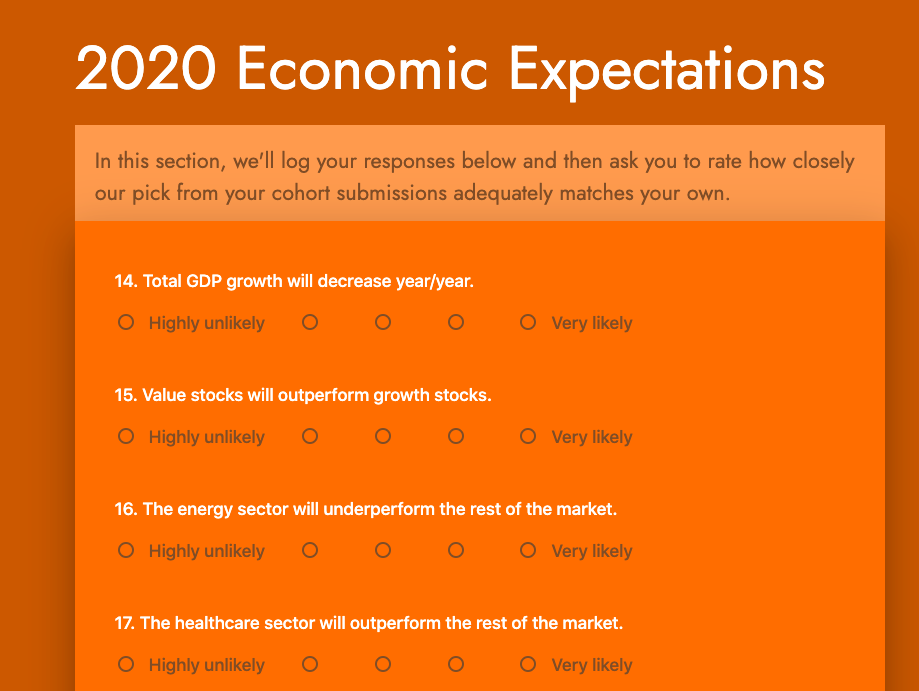 2020 Economic Expectations
In this section, we'll log your responses below and then ask you to rate how closely
our pick from your cohort submissions adequately matches your own.
14. Total GDP growth will decrease year/year.
Highly unlikely Very likely
15. Value stocks will outperform growth stocks.
Highly unlikely Very likely
16. The energy sector will underperform the rest of the market.
Highly unlikely Very likely
17. The healthcare sector will outperform the rest of the market.
Highly unlikely Very likely